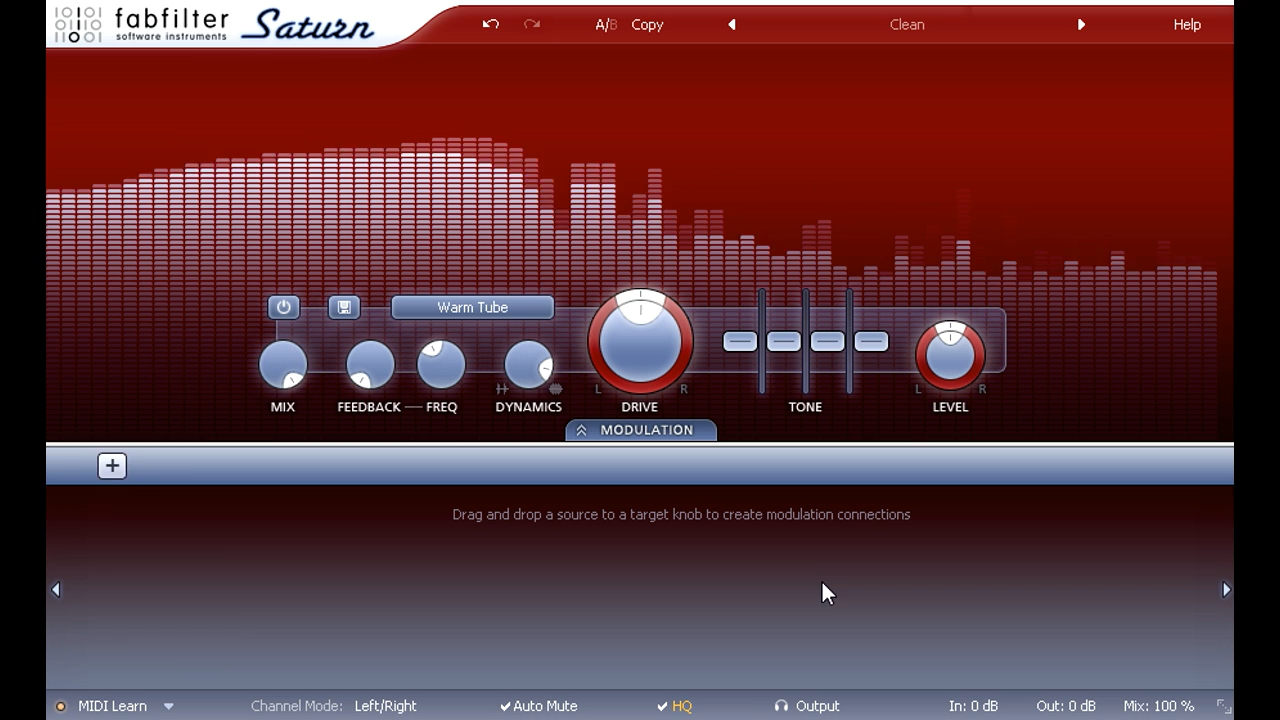 fabfilter
software instruments
Saturn
A/B Copy
Clean
Help
Warm Tube
L R
L R
MIX FEEDBACK FREQ DYNAMICS DRIVE TONE LEVEL
MODULATION
+
Drag and drop a source to a target knob to create modulation connections
MIDI Learn Channel Mode: Left/Right Auto Mute HQ Output In: 0 dB Out: 0 dB Mix: 100 %